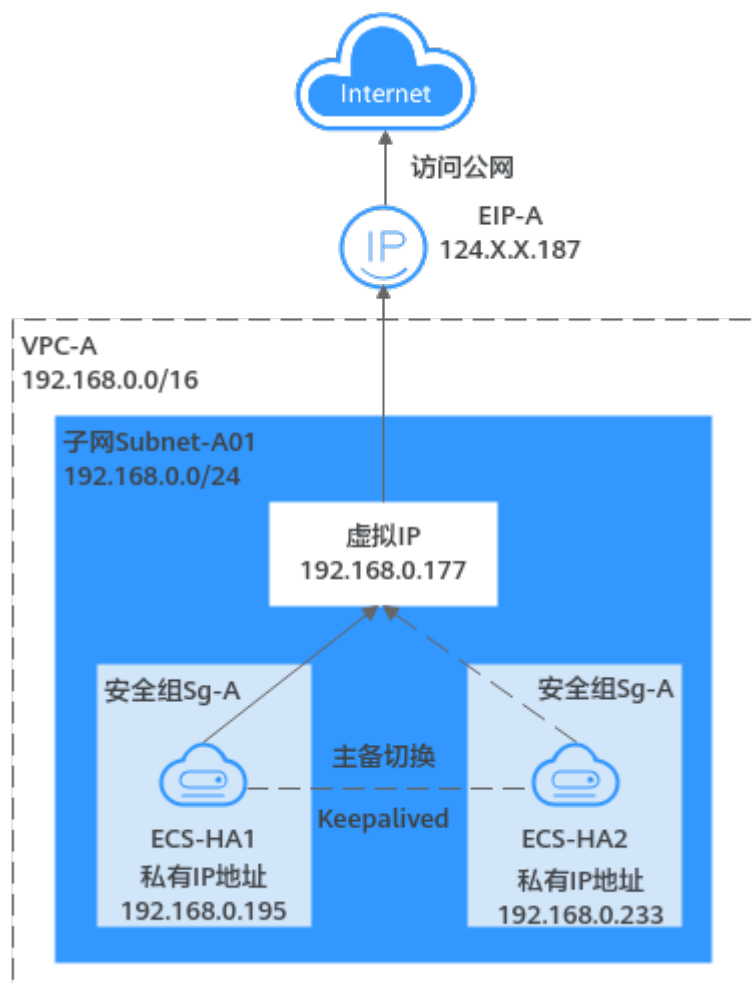 Internet
访问公网
IP
EIP-A
124.X.X.187
VPC-A
192.168.0.0/16
子网Subnet-A01
192.168.0.0/24
虚拟IP
192.168.0.177
安全组Sg-A
安全组Sg-A
主备切换
Keepalived
ECS-HA1
私有IP地址
192.168.0.195
ECS-HA2
私有IP地址
192.168.0.233